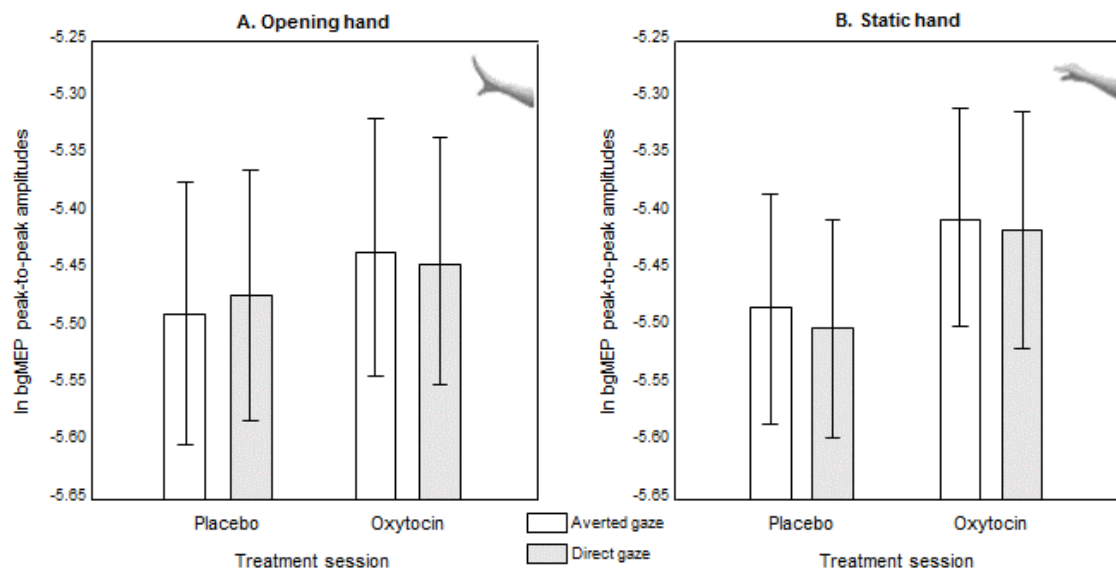 A. Opening hand
ln bgMEP peak-to-peak amplitudes
-5.25
-5.30
-5.35
-5.40
-5.45
-5.50
-5.55
-5.60
-5.65
Placebo
Oxytocin
Treatment session
B. Static hand
ln bgMEP peak-to-peak amplitudes
-5.25
-5.30
-5.35
-5.40
-5.45
-5.50
-5.55
-5.60
-5.65
Placebo
Oxytocin
Treatment session
Averted gaze
Direct gaze